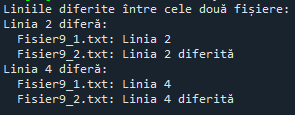 Liniile diferite între cele două fișiere:
Linia 2 diferă:
  Fisier9_1.txt: Linia 2
  Fisier9_2.txt: Linia 2 diferită
Linia 4 diferă:
  Fisier9_1.txt: Linia 4
  Fisier9_2.txt: Linia 4 diferită